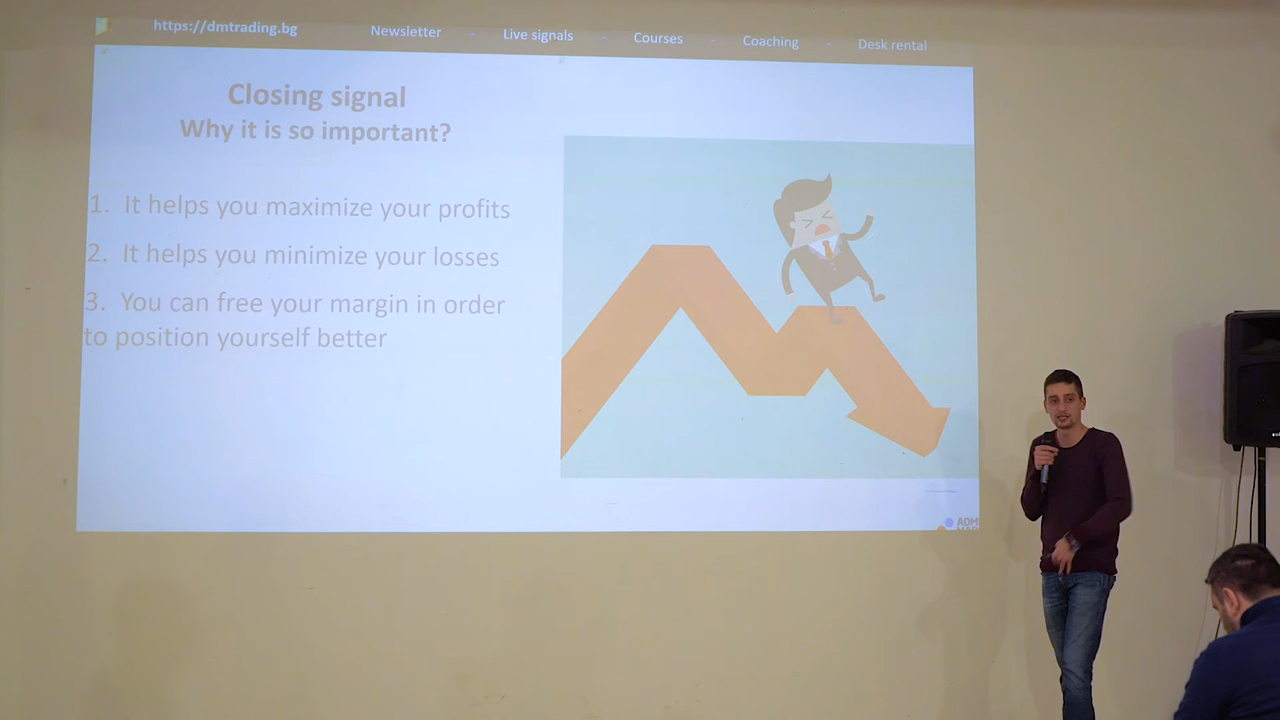 https://dmtrading.bg Newsletter - Live signals - Courses - Coaching - Desk rental
Closing signal
Why it is so important?
1. It helps you maximize your profits
2. It helps you minimize your losses
3. You can free your margin in order
to position yourself better